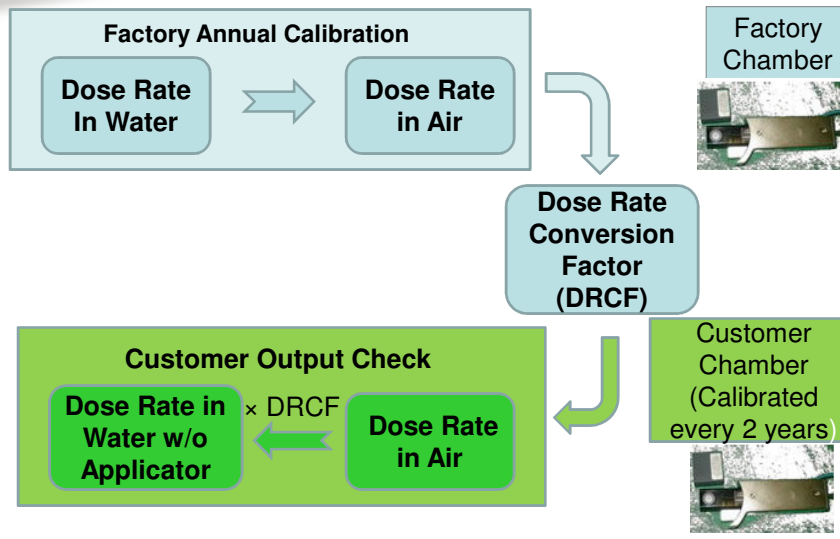 Factory Annual Calibration
Dose Rate
In Water
Dose Rate
in Air
Factory
Chamber
Dose Rate
Conversion
Factor
(DRCF)
Customer Output Check
Dose Rate in
Water w/o
Applicator
× DRCF
Dose Rate
in Air
Customer
Chamber
(Calibrated
every 2 years)